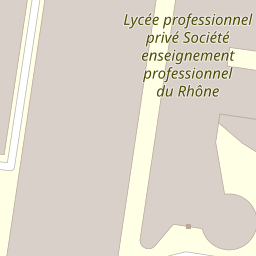 Lycée professionnel
privé Société
enseignement
professionnel
du Rhône